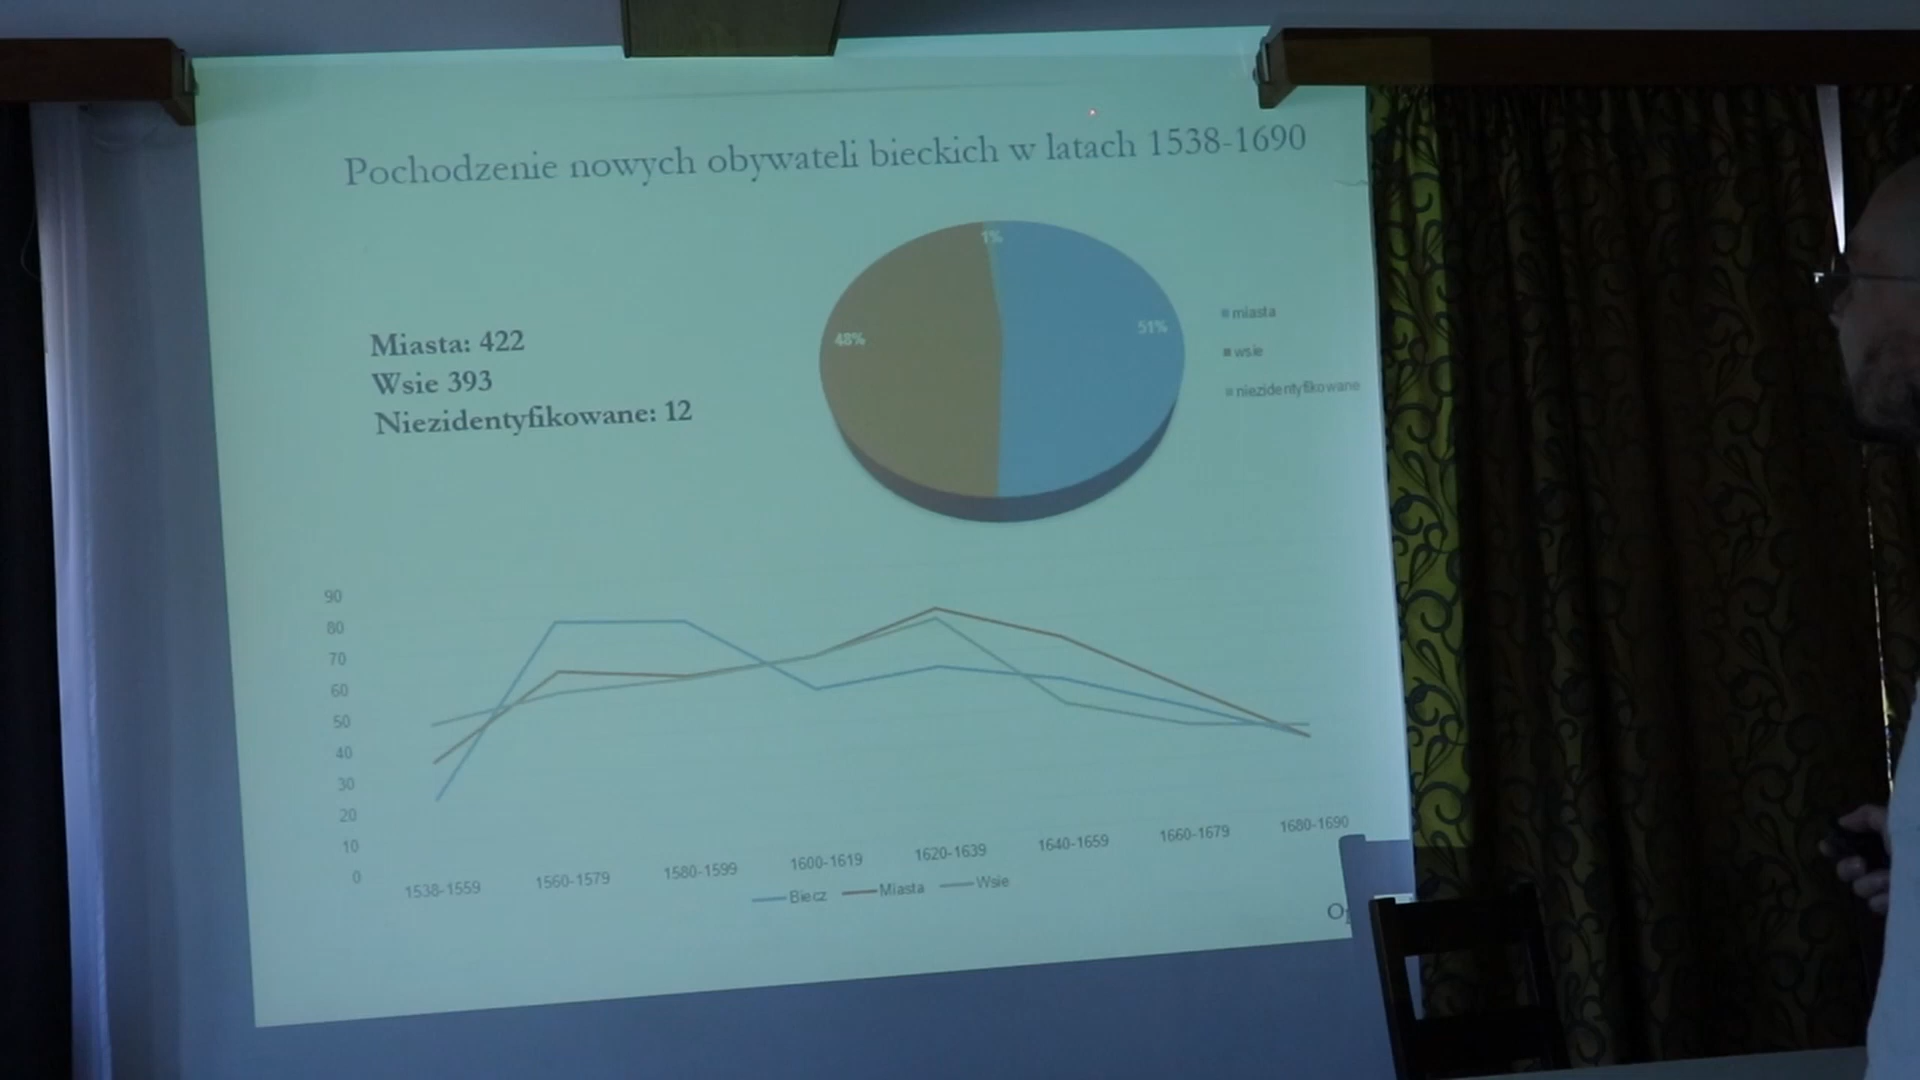 Pochodzenie nowych obywateli bieckich w latach 1538-1690
Miasta: 422
Wsie 393
Niezidentyfikowane: 12
1%
48%
51%
miasta
wsie
niezidentyfikowane
90
80
70
60
50
40
30
20
10
0
1538-1559
1560-1579
1580-1599
1600-1619
1620-1639
1640-1659
1660-1679
1680-1690
Biecz
Miasta
Wsie